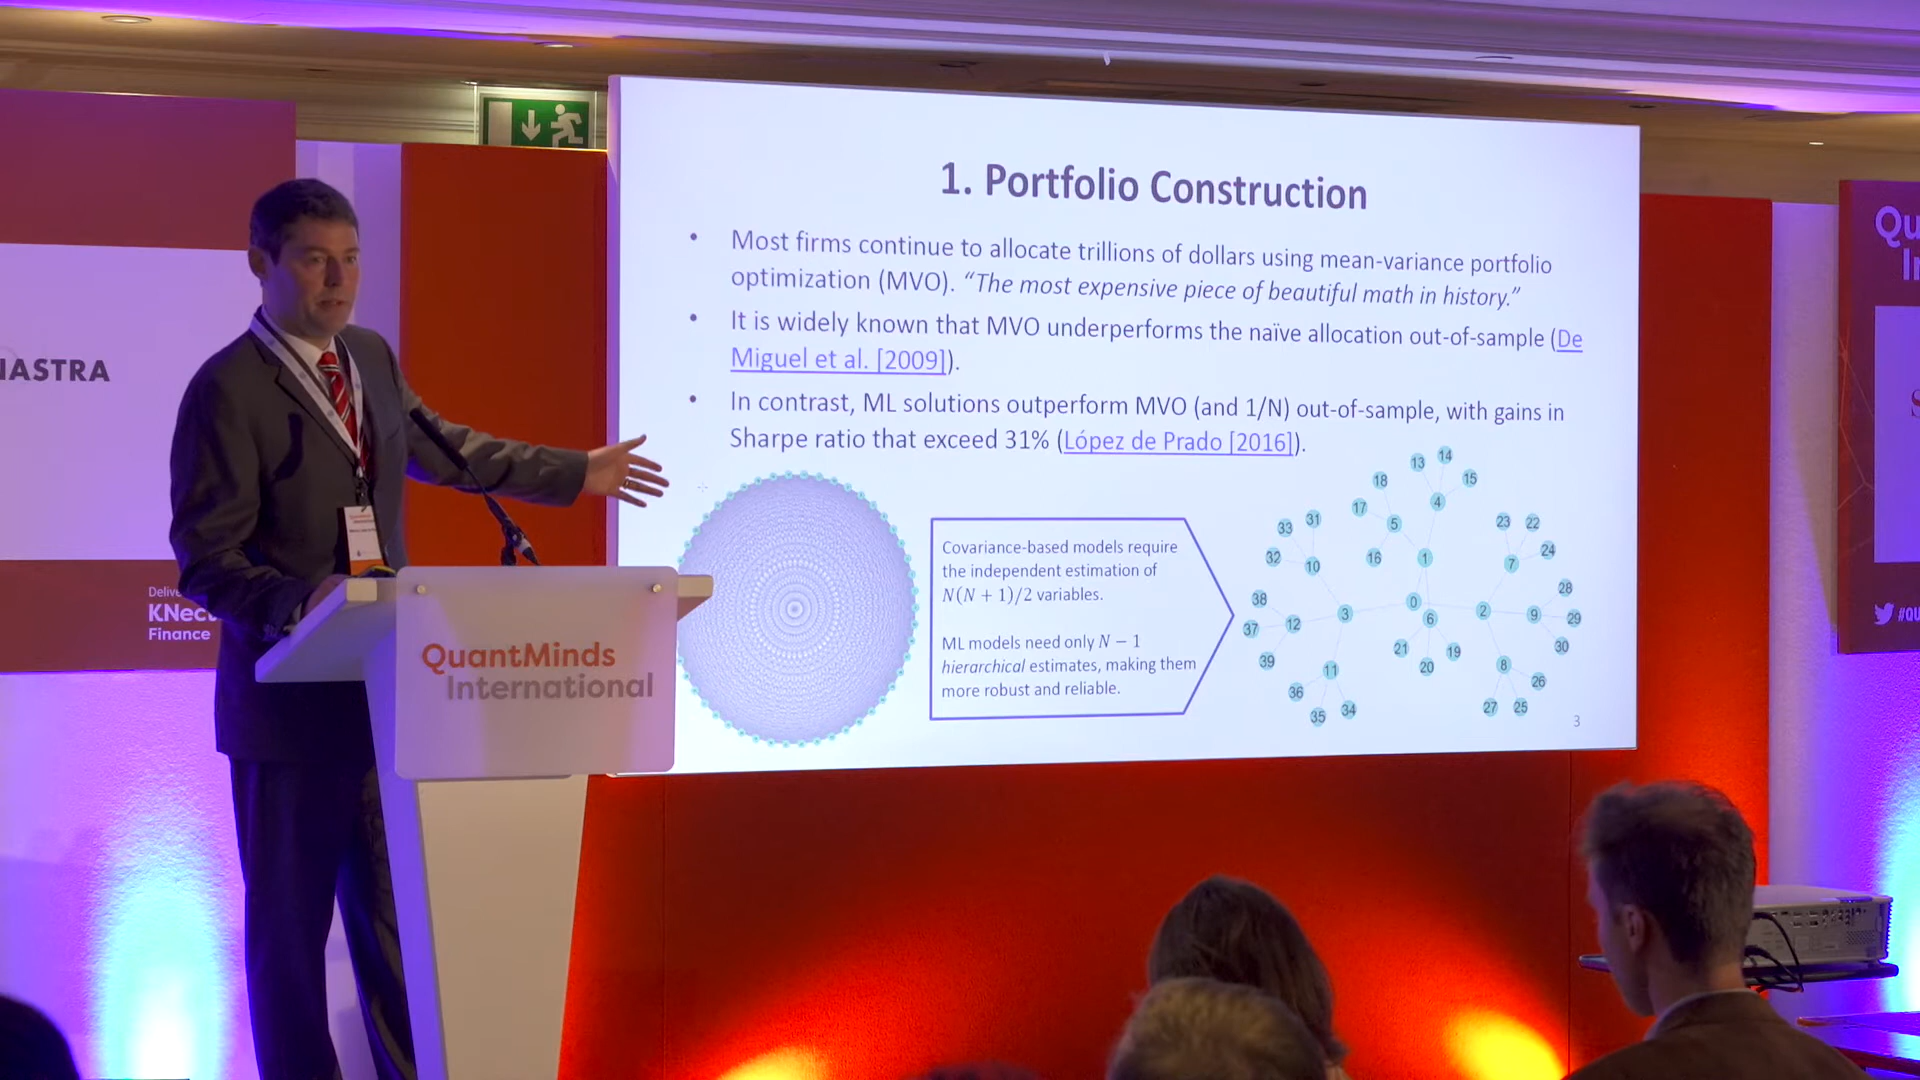 1. Portfolio Construction
• Most firms continue to allocate trillions of dollars using mean-variance portfolio
optimization (MVO). “The most expensive piece of beautiful math in history.”
• It is widely known that MVO underperforms the naïve allocation out-of-sample (De
Miguel et al. [2009]).
• In contrast, ML solutions outperform MVO (and 1/N) out-of-sample, with gains in
Sharpe ratio that exceed 31% (López de Prado [2016]).
Covariance-based models require
the independent estimation of
N(N + 1)/2 variables.
ML models need only N − 1
hierarchical estimates, making them
more robust and reliable.
14
13
15
18
4
17
5
31
33
23
22
16
1
24
32
10
7
28
38
0
2
9
29
3
6
37
12
30
21
19
39
20
8
11
26
36
27
25
34
35
3
IASTRA
Delive
KNec
Finance
QuantMinds
International
Qu
I
#QU